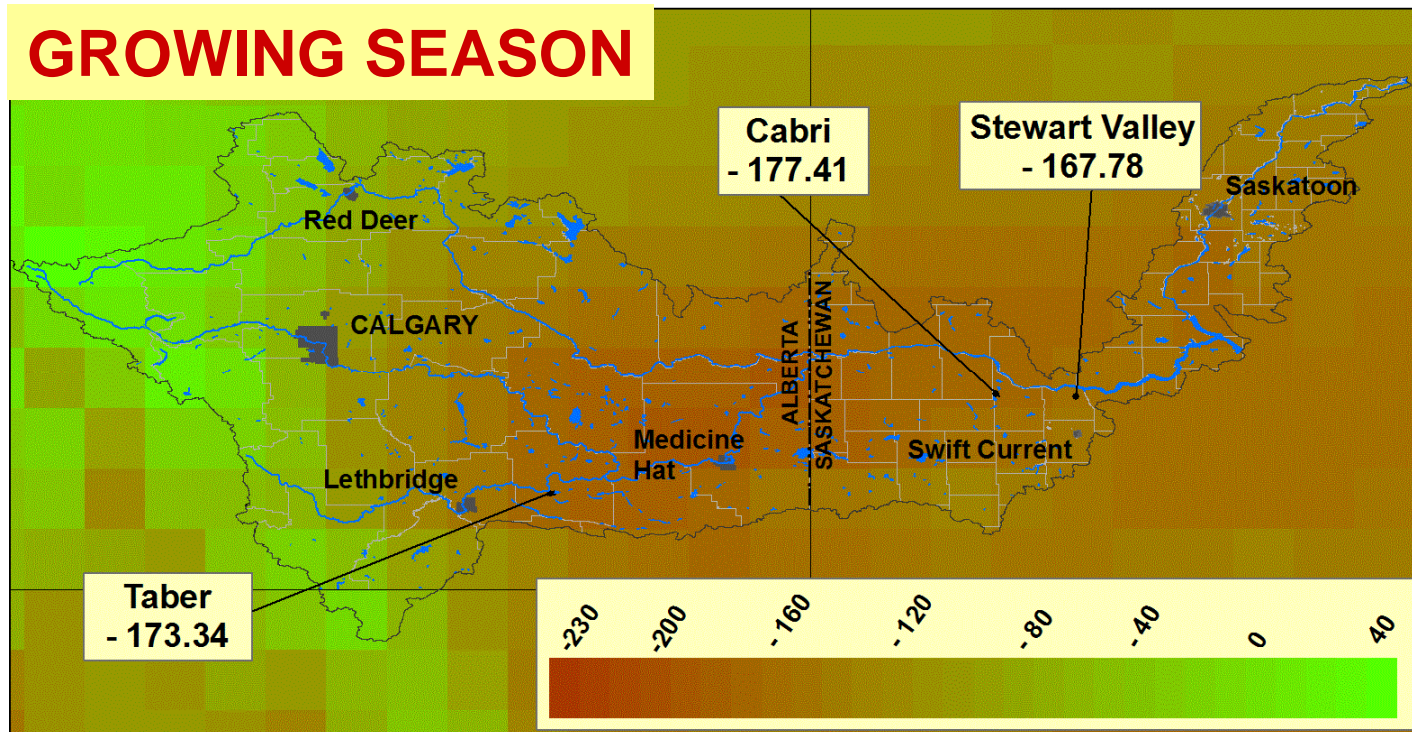 GROWING SEASON
Cabri
- 177.41
Stewart Valley
- 167.78
Saskatoon
Red Deer
CALGARY
ALBERTA
SASKATCHEWAN
Medicine
Hat
Swift Current
Lethbridge
Taber
- 173.34
-230
-200
- 160
- 120
- 80
- 40
0
40